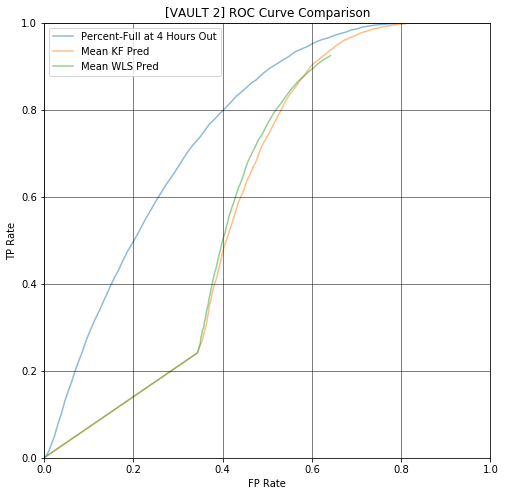 [VAULT 2] ROC Curve Comparison
Percent-Full at 4 Hours Out
Mean KF Pred
Mean WLS Pred
TP Rate
1.0
0.8
0.6
0.4
0.2
0.0
0.0 0.2 0.4 0.6 0.8 1.0
FP Rate